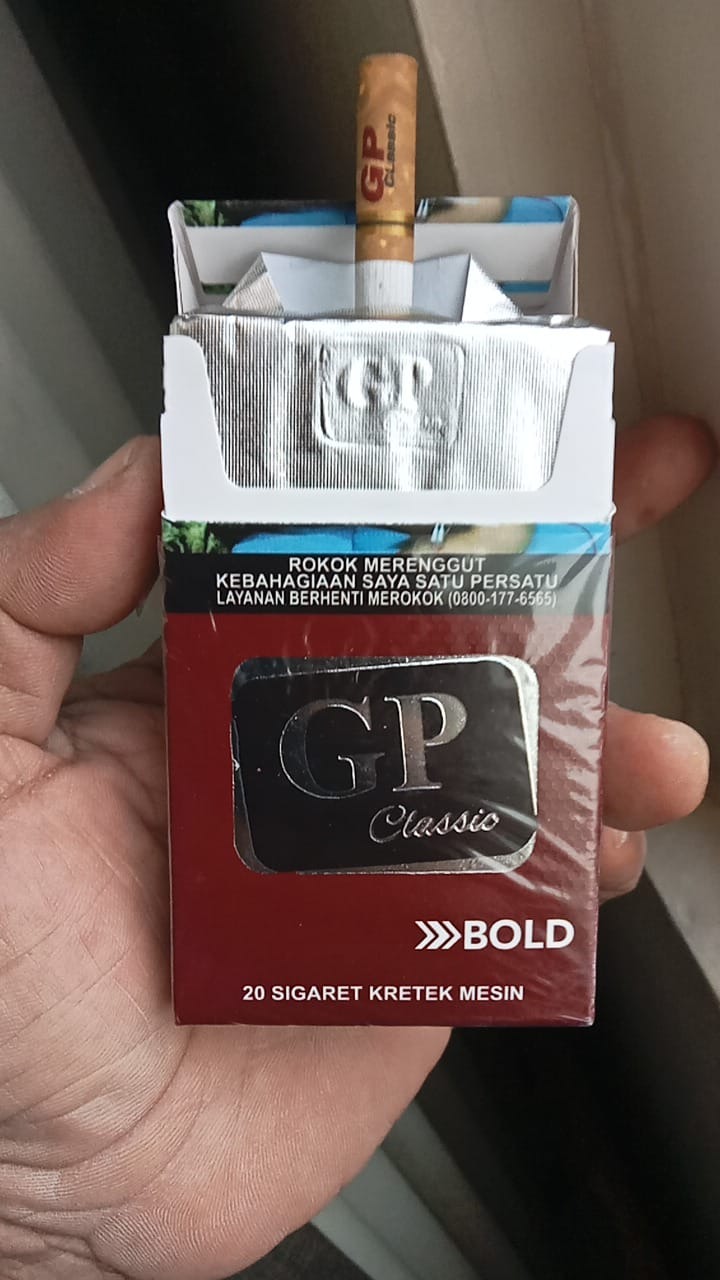 GP
Classic
GP
ROKOK MERENGGUT
KEBAHAGIAAN SAYA SATU PERSATU
LAYANAN BERHENTI MEROKOK (0800-177-6565)
GP
Classic
BOLD
20 SIGARET KRETEK MESIN